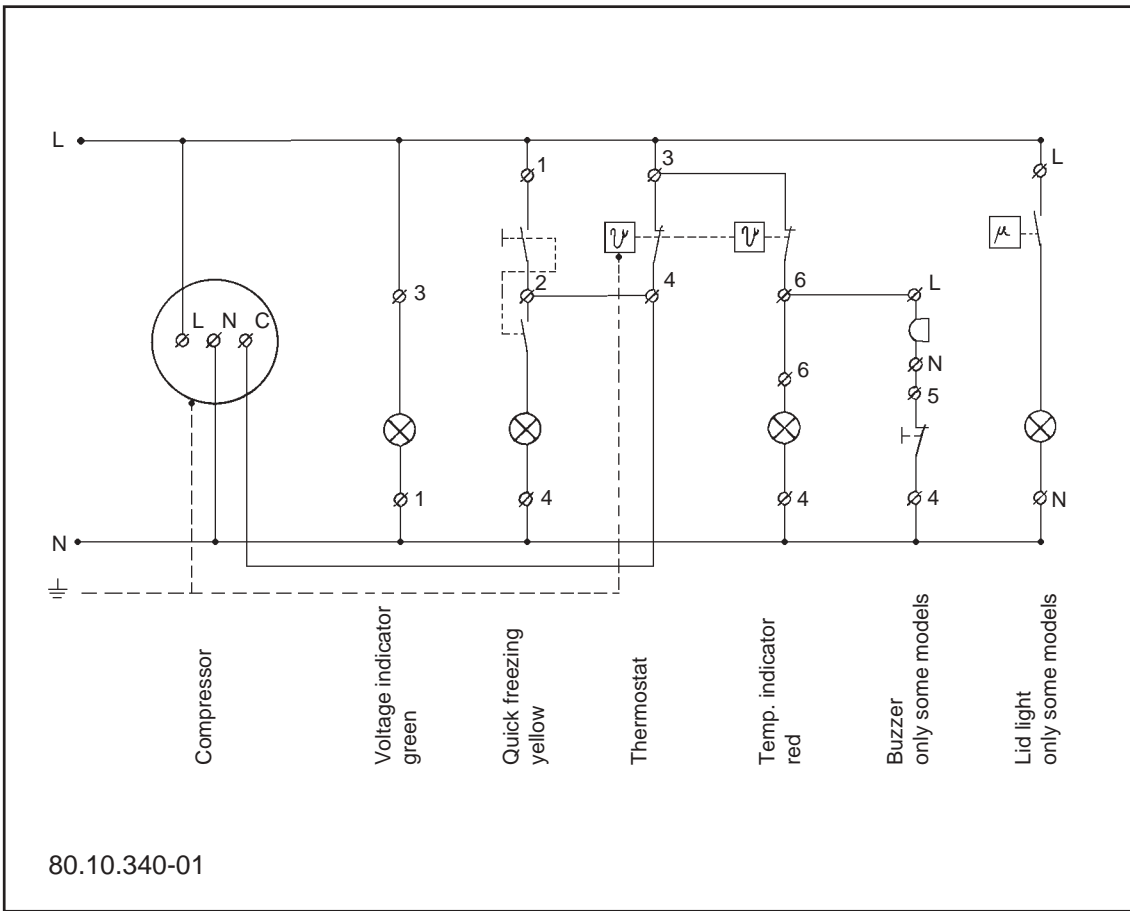 L
1
3
L
μ
L N C
3
2
4
6
L
6
N
5
1
4
4
4
N
N
Compressor
Voltage indicator
green
Quick freezing
yellow
Thermostat
Temp. indicator
red
Buzzer
only some models
Lid light
only some models
80.10.340-01